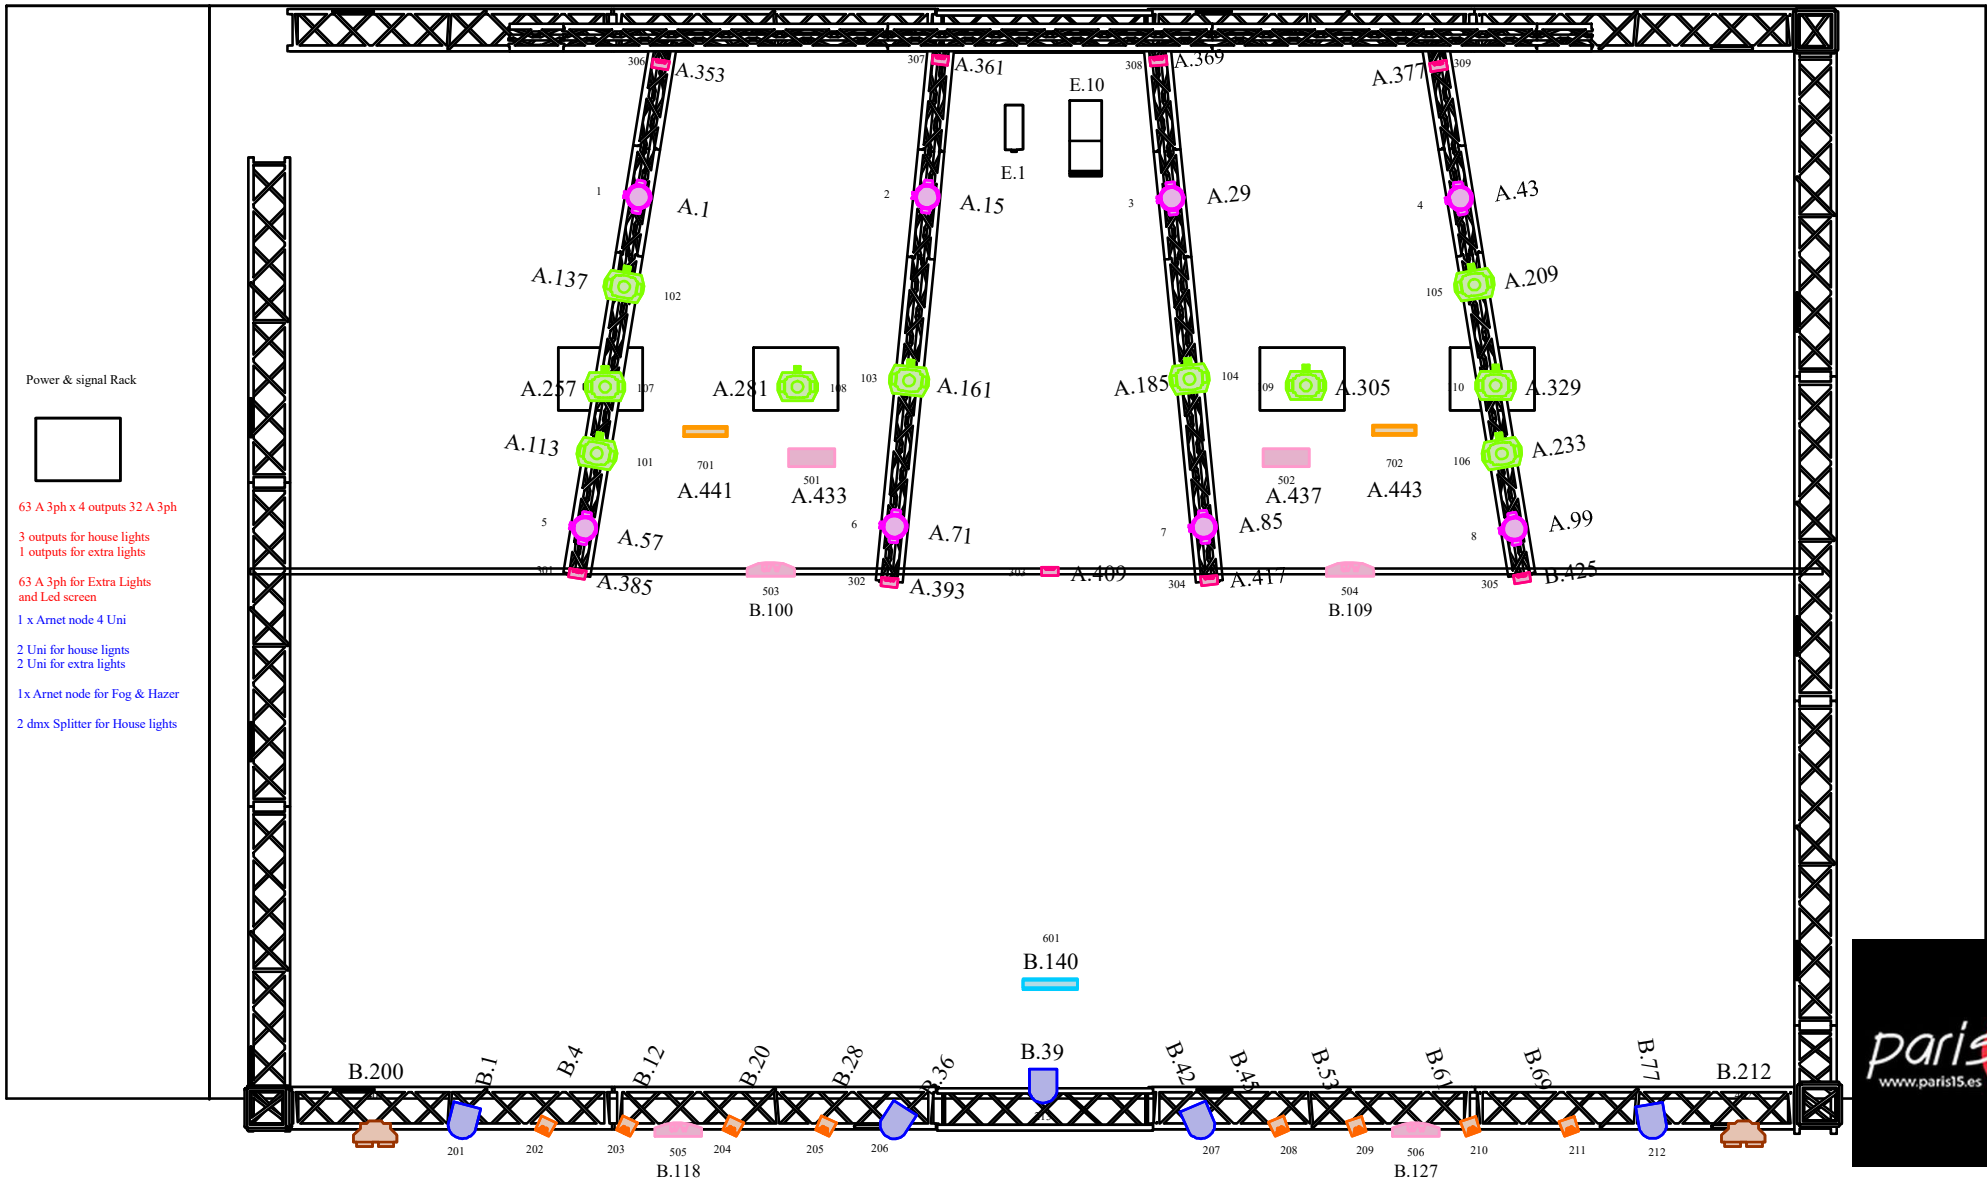 306
A.353
307
A.361
308
A.369
A.377
309
E.10
E.1
1
A.1
2
A.15
3
A.29
4
A.43
A.137
102
105
A.209
Power & signal Rack
A.257
107
A.281
108
103
A.161
A.185
104
A.305
A.329
A.113
101
701
A.441
501
A.433
502
A.437
702
A.443
106
A.233
63 A 3ph x 4 outputs 32 A 3ph
3 outputs for house lights
1 outputs for extra lights
63 A 3ph for Extra Lights
and Led screen
1 x Arnet node 4 Uni
2 Uni for house lignts
2 Uni for extra lights
1x Arnet node for Fog & Hazer
2 dmx Splitter for House lights
5
A.57
6
A.71
7
A.85
8
A.99
301
A.385
503
B.100
302
A.393
303
A.409
304
A.417
504
B.109
305
B.425
601
B.140
B.200
B.1
B.4
B.12
B.20
B.28
B.36
B.39
B.42
B.45
B.53
B.61
B.69
B.77
B.212
201
202
203
505
B.118
204
205
206
207
208
209
506
B.127
210
211
212
paris
www.paris15.es